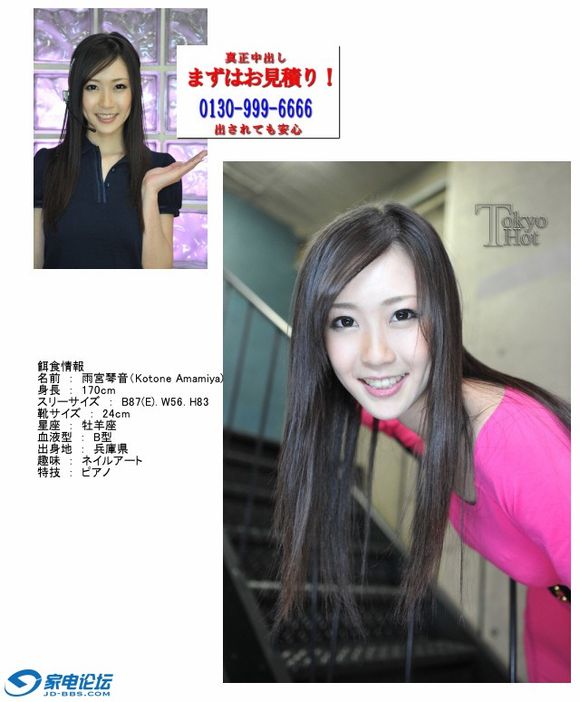 真正中出し
まずはお見積り！
0130-999-6666
出されても安心
Tokyo
Hot
餌食情報
名前 ： 雨宮琴音(Kotone Amamiya)
身長 ： 170cm
スリーサイズ ： B87(E). W56. H83
靴サイズ ： 24cm
星座 ： 牡羊座
血液型 ： B型
出身地 ： 兵庫県
趣味 ： ネイルアート
特技 ： ピアノ
家电论坛
JD-BBS.COM